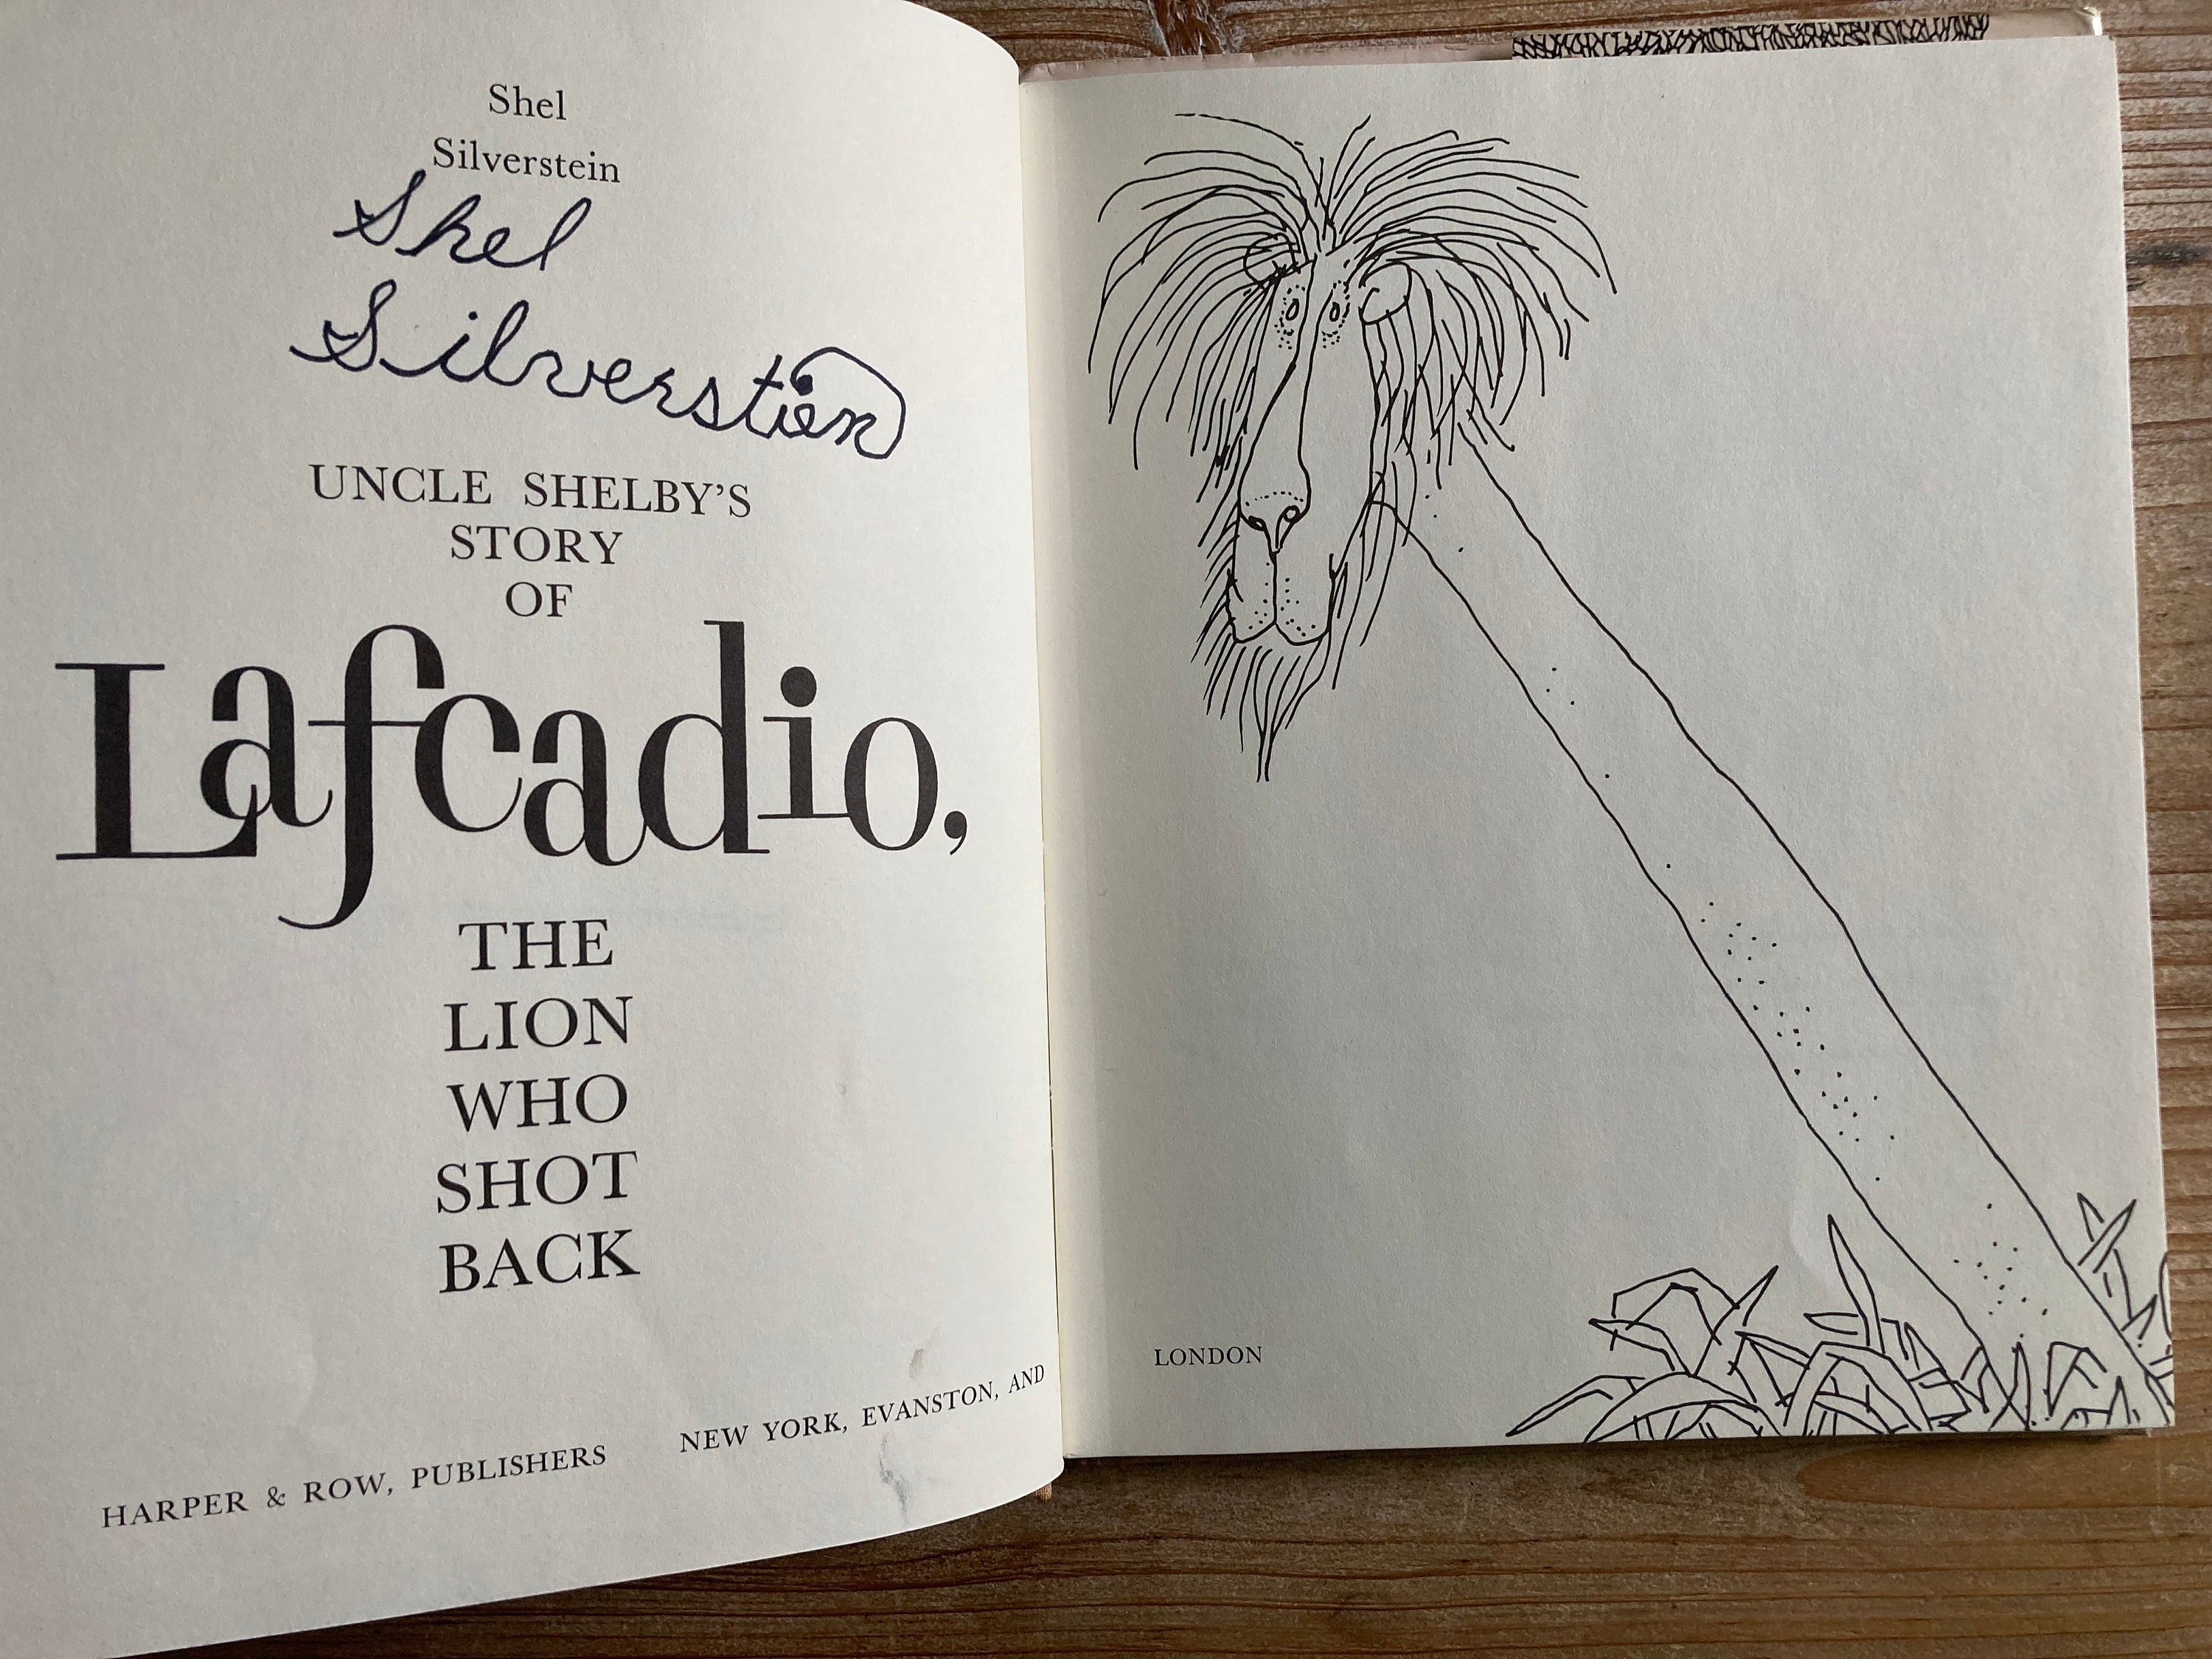 Shel
Silverstein
Shel
Silverstien
UNCLE SHELBY'S
STORY
OF
Lafcadio,
THE
LION
WHO
SHOT
BACK
HARPER & ROW, PUBLISHERS NEW YORK, EVANSTON, AND
LONDON